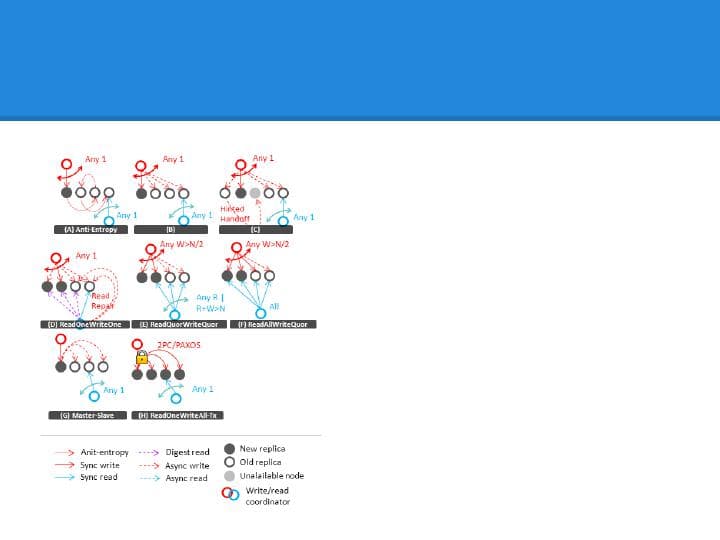 Any 1
Any 1
Any 1
Any 1
Any 1
Hinted
Handoff
Any 1
(A) Anti-Entropy
(B)
(C)
Any 1
Any W>N/2
Any W>N/2
Read
Repair
Any R |
R+W>N
All
(D) ReadOneWriteOne
(E) ReadQuorWriteQuor
(F) ReadAllWriteQuor
2PC/PAXOS
Any 1
Any 1
(G) Master-Slave
(H) ReadOneWriteAll-Tx
Anit-entropy
Digest read
New replica
Sync write
Async write
Old replica
Sync read
Async read
Unalailable node
Write/read
coordinator